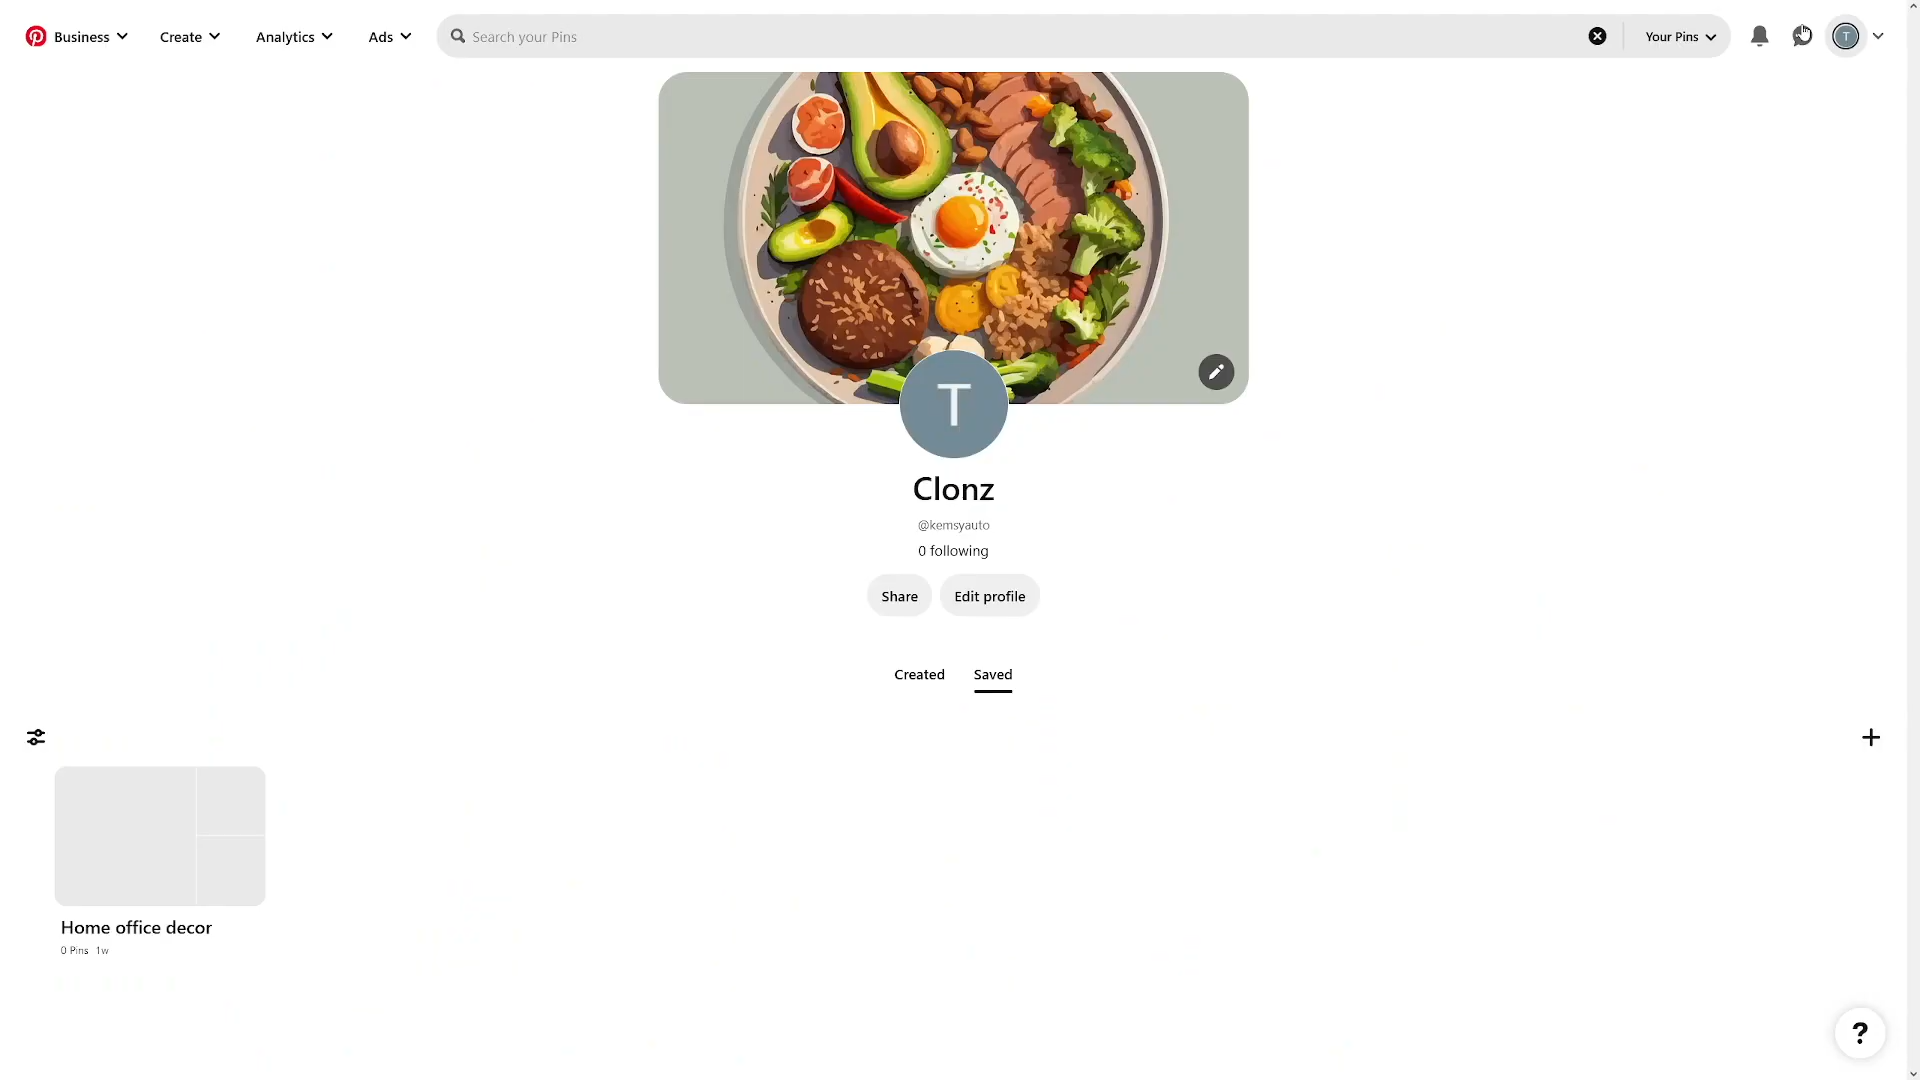 Business Create Analytics Ads Search your Pins Your Pins T
T
Clonz
@kemsyauto
0 following
Share Edit profile
Created Saved
Home office decor
0 Pins 1w
?